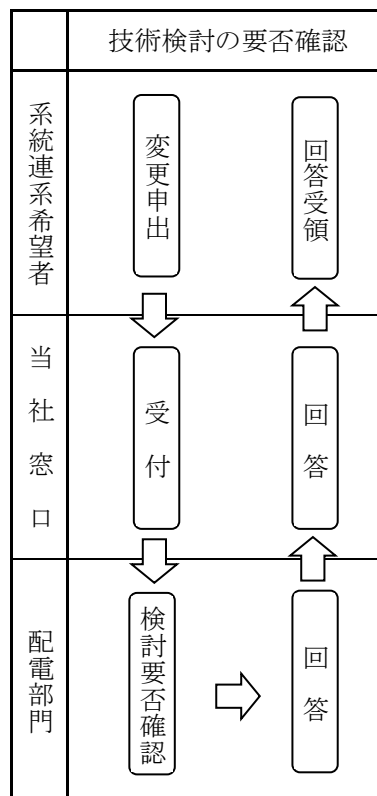 技術検討の要否確認
系統連系希望者
変更申出
回答受領
当社窓口
受付
回答
配電部門
検討要否確認
回答